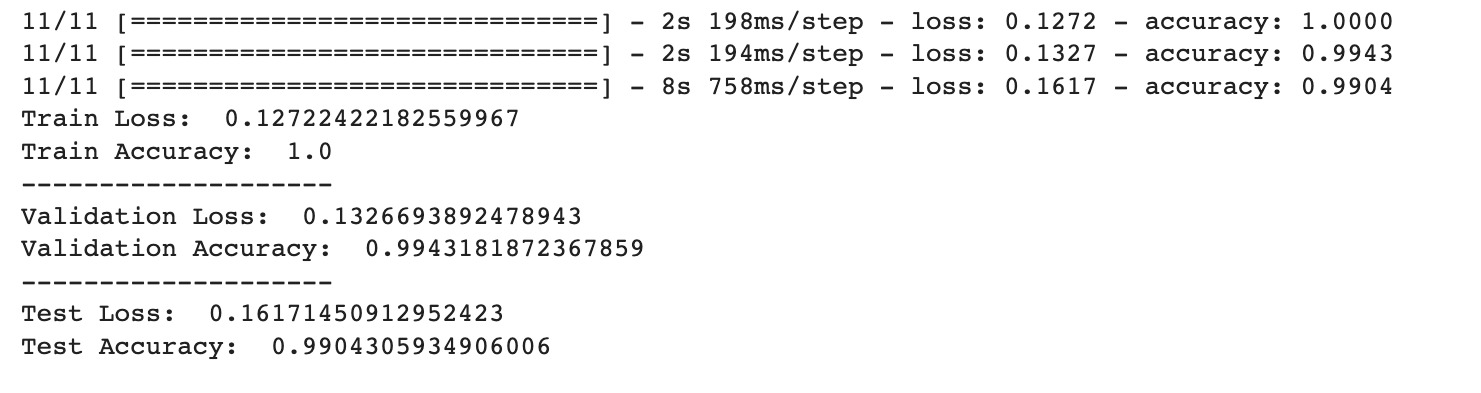 11/11 [==============================] - 2s 198ms/step - loss: 0.1272 - accuracy: 1.0000
11/11 [==============================] - 2s 194ms/step - loss: 0.1327 - accuracy: 0.9943
11/11 [==============================] - 8s 758ms/step - loss: 0.1617 - accuracy: 0.9904
Train Loss:  0.12722422182559967
Train Accuracy:  1.0
--------------------
Validation Loss:  0.1326693892478943
Validation Accuracy:  0.9943181872367859
--------------------
Test Loss:  0.16171450912952423
Test Accuracy:  0.9904305934906006